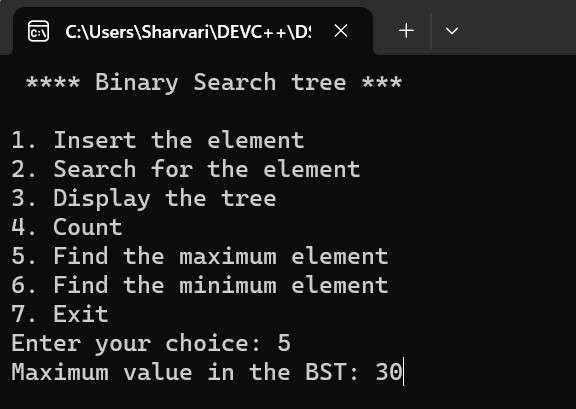 C:\Users\Sharvari\DEVC++\DS
**** Binary Search tree ***
1. Insert the element
2. Search for the element
3. Display the tree
4. Count
5. Find the maximum element
6. Find the minimum element
7. Exit
Enter your choice: 5
Maximum value in the BST: 30